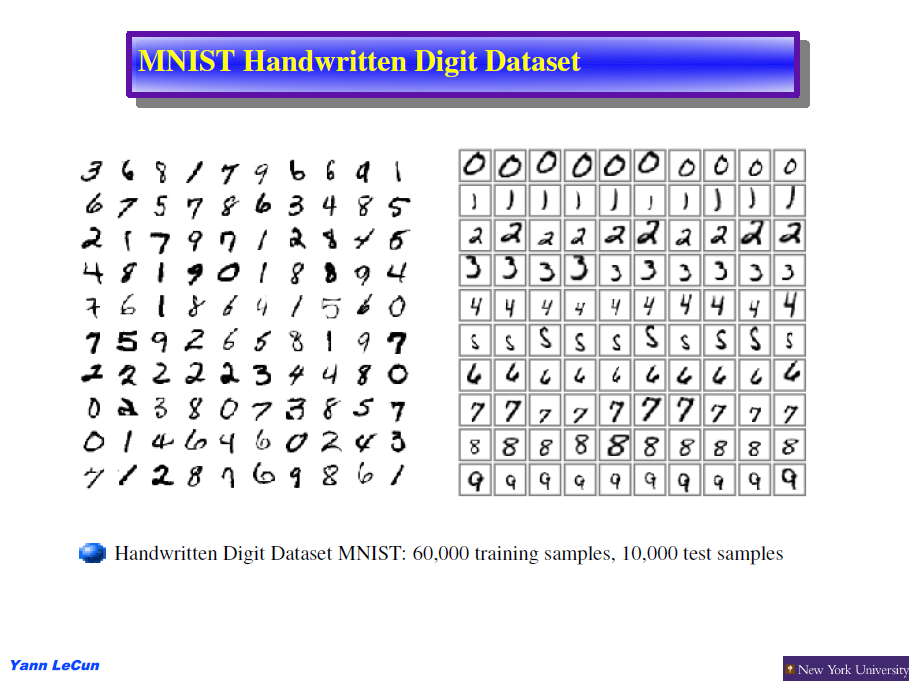 MNIST Handwritten Digit Dataset
3 6 8 1 7 9 6 6 9 1
6 7 5 7 8 6 3 4 8 5
2 1 7 9 7 1 2 8 4 5
4 8 1 9 0 1 8 8 9 4
7 6 1 8 6 4 1 5 6 0
7 5 9 2 6 5 8 1 9 7
2 2 2 2 2 3 4 4 8 0
0 2 3 8 0 7 3 8 5 7
0 1 4 6 4 6 0 2 4 3
7 1 2 8 7 6 9 8 6 1
0 0 0 0 0 0 0 0 0 0
1 1 1 1 1 1 1 1 1 1
2 2 2 2 2 2 2 2 2 2
3 3 3 3 3 3 3 3 3 3
4 4 4 4 4 4 4 4 4 4
5 5 5 5 5 5 5 5 5 5
6 6 6 6 6 6 6 6 6 6
7 7 7 7 7 7 7 7 7 7
8 8 8 8 8 8 8 8 8 8
9 9 9 9 9 9 9 9 9 9
Handwritten Digit Dataset MNIST: 60,000 training samples, 10,000 test samples
Yann LeCun
New York University